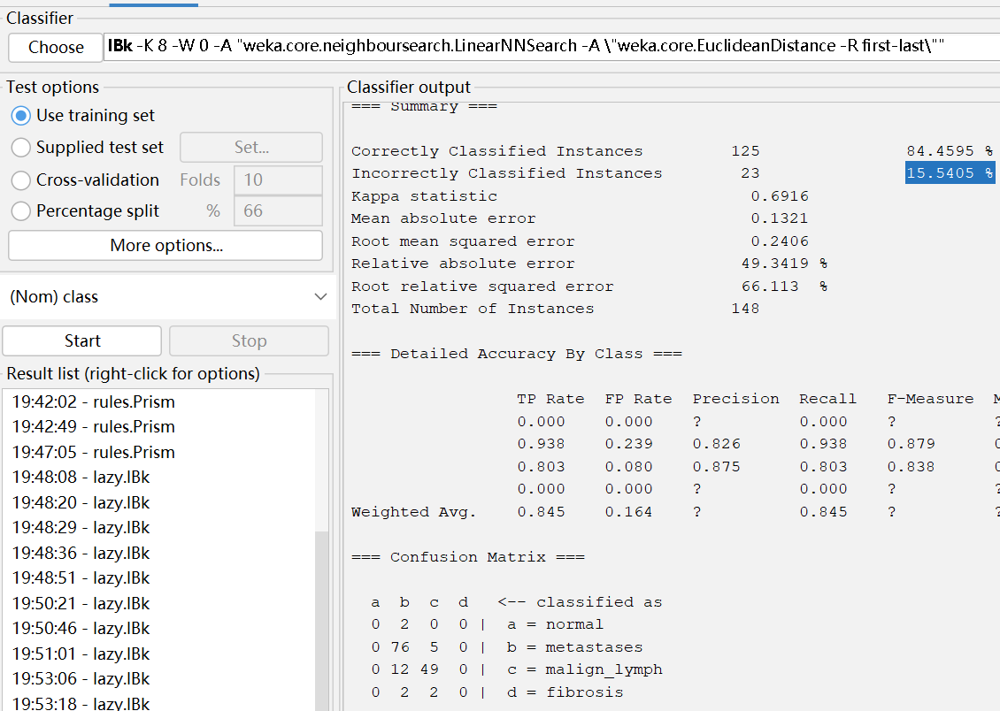 Classifier
Choose IBk -K 8 -W 0 -A "weka.core.neighboursearch.LinearNNSearch -A \"weka.core.EuclideanDistance -R first-last\""
Test options
Use training set
Supplied test set Set...
Cross-validation Folds 10
Percentage split % 66
More options...
(Nom) class
Start Stop
Result list (right-click for options)
19:42:02 - rules.Prism
19:42:49 - rules.Prism
19:47:05 - rules.Prism
19:48:08 - lazy.IBk
19:48:20 - lazy.IBk
19:48:29 - lazy.IBk
19:48:36 - lazy.IBk
19:48:51 - lazy.IBk
19:50:21 - lazy.IBk
19:50:46 - lazy.IBk
19:51:01 - lazy.IBk
19:53:06 - lazy.IBk
19:53:18 - lazy.IBk
Classifier output
=== Summary ===
Correctly Classified Instances 125 84.4595 %
Incorrectly Classified Instances 23 15.5405 %
Kappa statistic 0.6916
Mean absolute error 0.1321
Root mean squared error 0.2406
Relative absolute error 49.3419 %
Root relative squared error 66.113 %
Total Number of Instances 148
=== Detailed Accuracy By Class ===
TP Rate FP Rate Precision Recall F-Measure
0.000 0.000 ? 0.000 ?
0.938 0.239 0.826 0.938 0.879
0.803 0.080 0.875 0.803 0.838
0.000 0.000 ? 0.000 ?
Weighted Avg. 0.845 0.164 ? 0.845 ?
=== Confusion Matrix ===
a b c d <-- classified as
0 2 0 0 | a = normal
0 76 5 0 | b = metastases
0 12 49 0 | c = malign_lymph
0 2 2 0 | d = fibrosis